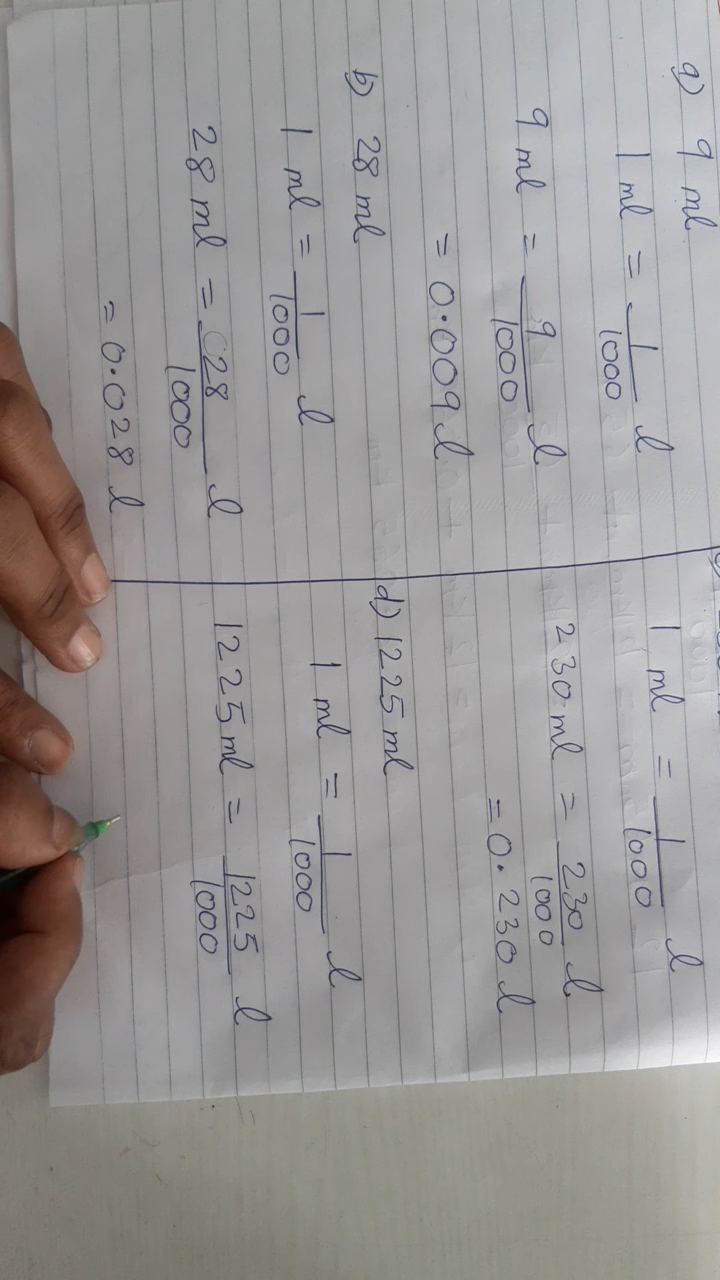 a) 9 ml
1 ml = 1/1000 l
9 ml = 9/1000 l
= 0.009 l
b) 28 ml
1 ml = 1/1000 l
28 ml = 28/1000 l
= 0.028 l
1 ml = 1/1000 l
230 ml = 230/1000 l
= 0.230 l
d) 1225 ml
1 ml = 1/1000 l
1225 ml = 1225/1000 l